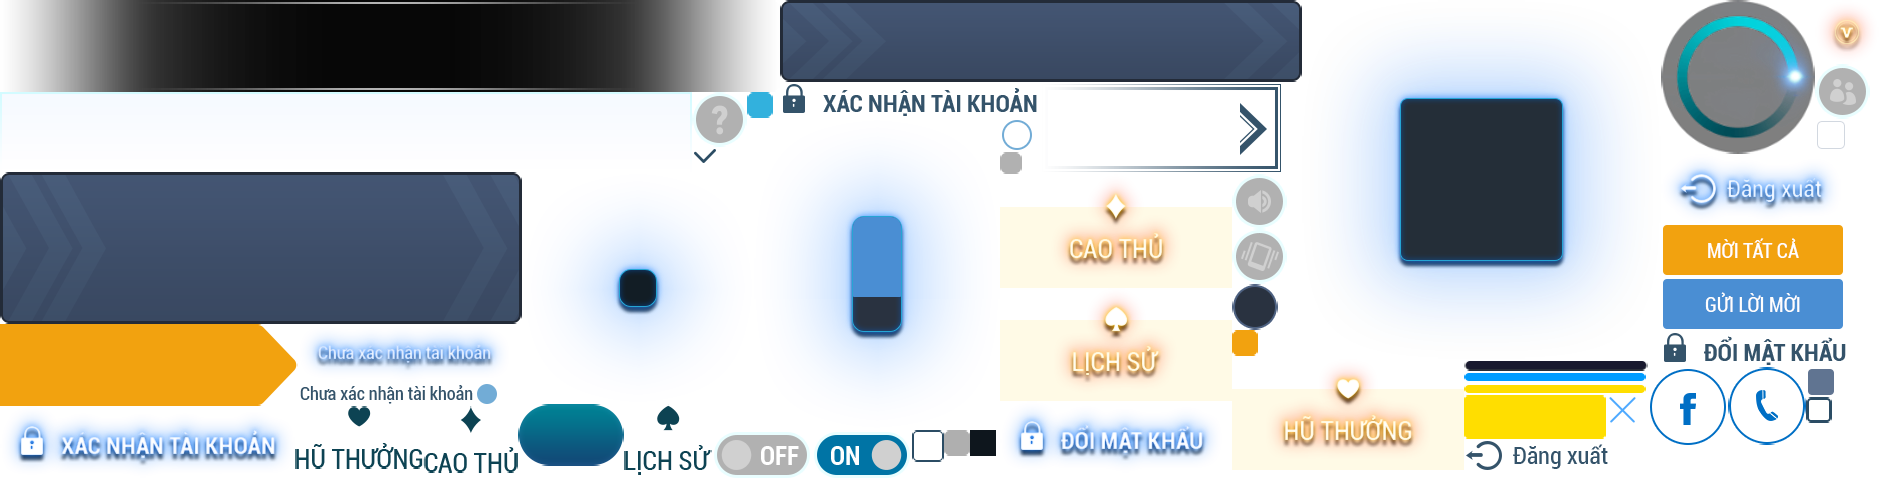 XÁC NHẬN TÀI KHOẢN
?
V
Đăng xuất
CAO THỦ
MỜI TẤT CẢ
GỬI LỜI MỜI
Chưa xác nhận tài khoản
LỊCH SỬ
ĐỔI MẬT KHẨU
Chưa xác nhận tài khoản
XÁC NHẬN TÀI KHOẢN
HŨ THƯỞNG
CAO THỦ
LỊCH SỬ
OFF
ON
ĐỔI MẬT KHẨU
HŨ THƯỞNG
f
Đăng xuất